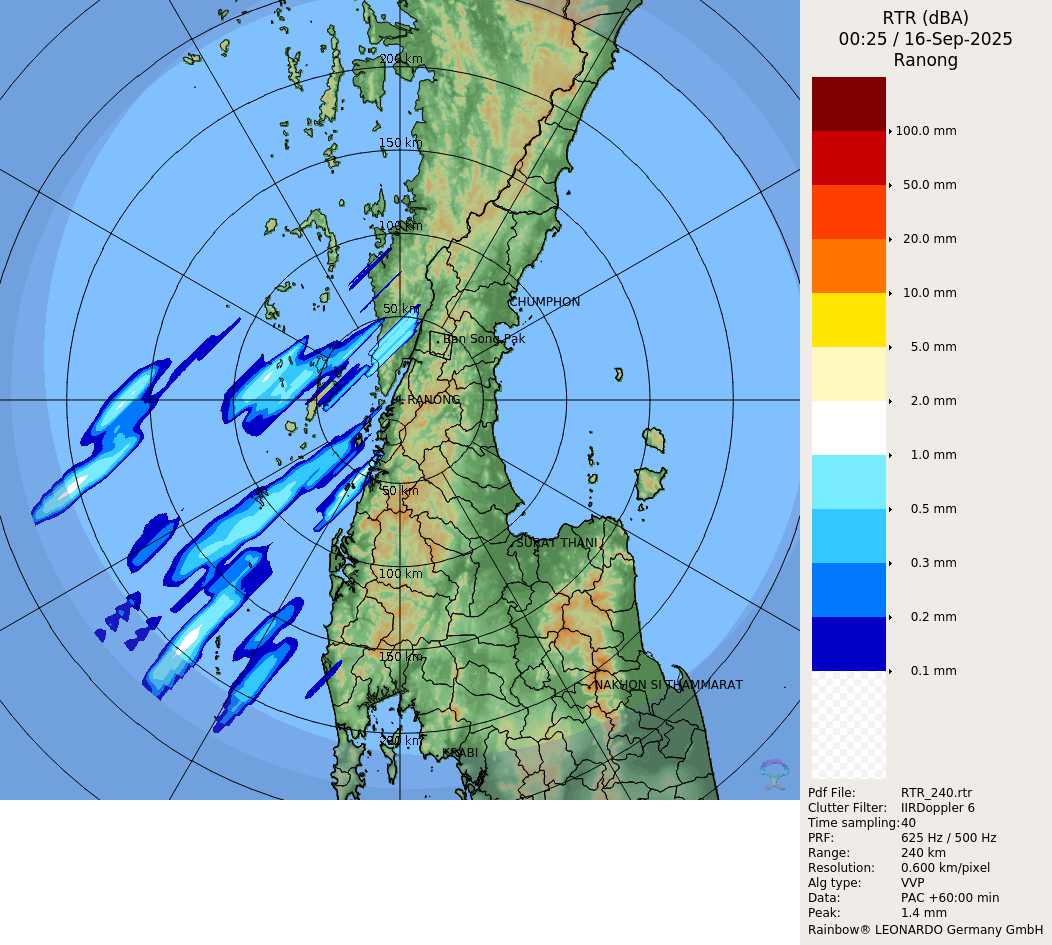 RTR (dBA)
00:25 / 16-Sep-2025
Ranong
100.0 mm
50.0 mm
20.0 mm
10.0 mm
5.0 mm
2.0 mm
1.0 mm
0.5 mm
0.3 mm
0.2 mm
0.1 mm
200 km
150 km
100 km
50 km
CHUMPHON
Ban Song Pak
RANONG
50 km
SURAT THANI
100 km
150 km
NAKHON SI THAMMARAT
200 km
KRABI
Pdf File: RTR_240.rtr
Clutter Filter: IIRDoppler 6
Time sampling:40
PRF: 625 Hz / 500 Hz
Range: 240 km
Resolution: 0.600 km/pixel
Alg type: VVP
Data: PAC +60:00 min
Peak: 1.4 mm
Rainbow® LEONARDO Germany GmbH